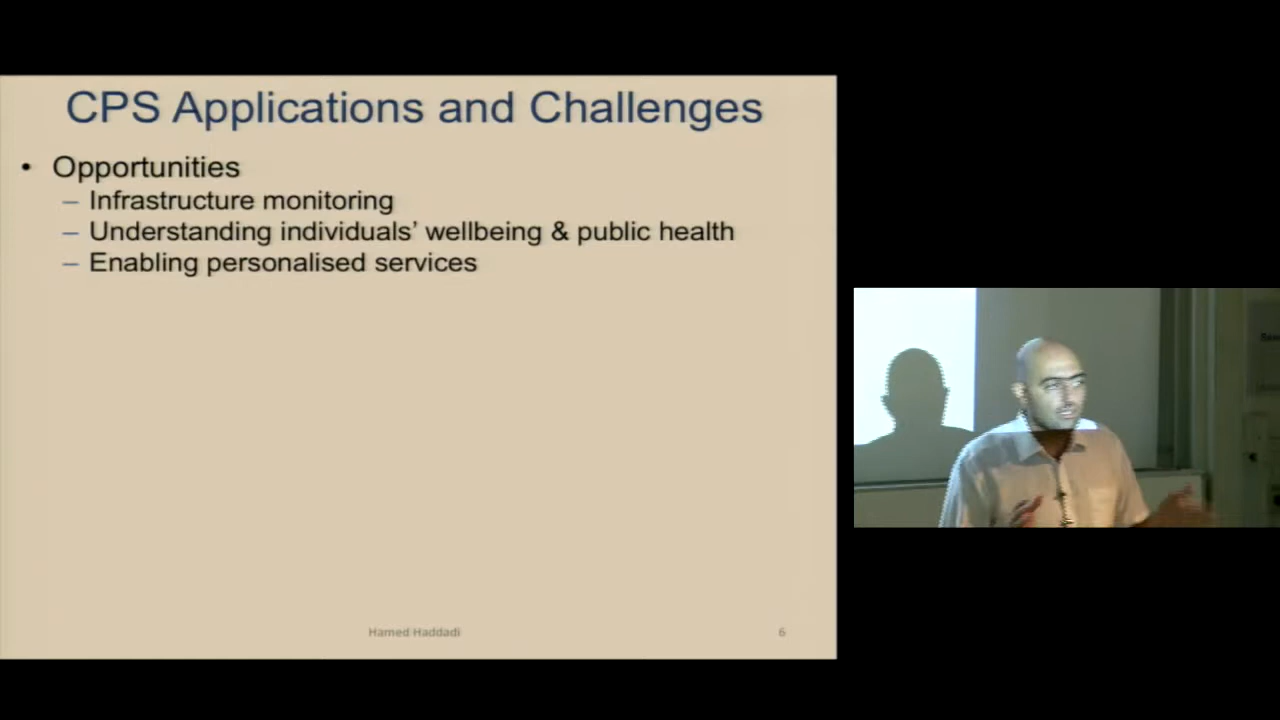 CPS Applications and Challenges
• Opportunities
– Infrastructure monitoring
– Understanding individuals’ wellbeing & public health
– Enabling personalised services
Hamed Haddadi
6